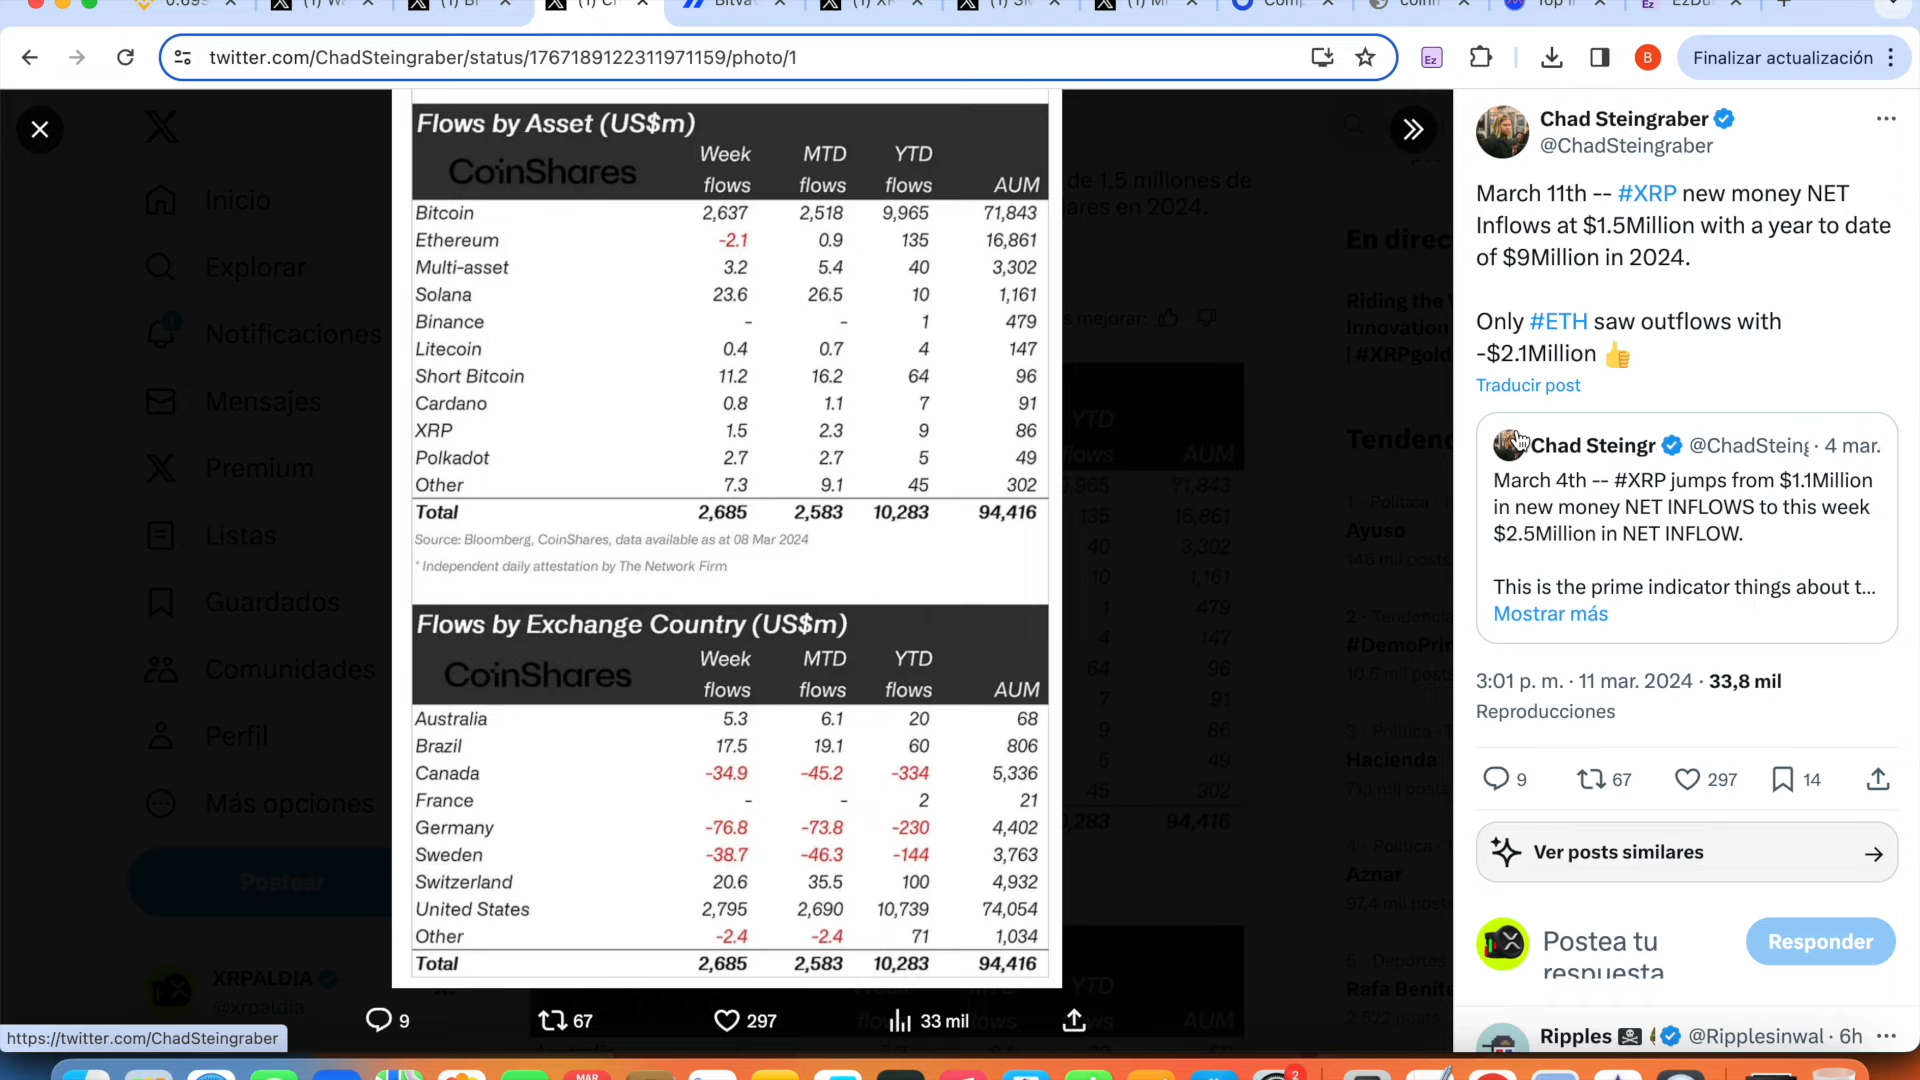 twitter.com/ChadSteingraber/status/1767189122311971159/photo/1
Finalizar actualización
Inicio
Explorar
Notificaciones
Mensajes
Premium
Listas
Guardados
Comunidades
Perfil
Más opciones
Postear
XRPALDIA
@xrpaldia
Flows by Asset (US$m)
CoinShares
Week flows MTD flows YTD flows AUM
Bitcoin 2,637 2,518 9,965 71,843
Ethereum -2.1 0.9 135 16,861
Multi-asset 3.2 5.4 40 3,302
Solana 23.6 26.5 10 1,161
Binance - - 1 479
Litecoin 0.4 0.7 4 147
Short Bitcoin 11.2 16.2 64 96
Cardano 0.8 1.1 7 91
XRP 1.5 2.3 9 86
Polkadot 2.7 2.7 5 49
Other 7.3 9.1 45 302
Total 2,685 2,583 10,283 94,416
Source: Bloomberg, CoinShares, data available as at 08 Mar 2024
* Independent daily attestation by The Network Firm
Flows by Exchange Country (US$m)
CoinShares
Week flows MTD flows YTD flows AUM
Australia 5.3 6.1 20 68
Brazil 17.5 19.1 60 806
Canada -34.9 -45.2 -334 5,336
France - - 2 21
Germany -76.8 -73.8 -230 4,402
Sweden -38.7 -46.3 -144 3,763
Switzerland 20.6 35.5 100 4,932
United States 2,795 2,690 10,739 74,054
Other -2.4 -2.4 71 1,034
Total 2,685 2,583 10,283 94,416
9 67 297 33 mil
https://twitter.com/ChadSteingraber
Chad Steingraber
@ChadSteingraber
March 11th -- #XRP new money NET
Inflows at $1.5Million with a year to date
of $9Million in 2024.
Only #ETH saw outflows with
-$2.1Million
Traducir post
Chad Steingr @ChadSteing · 4 mar.
March 4th -- #XRP jumps from $1.1Million
in new money NET INFLOWS to this week
$2.5Million in NET INFLOW.
This is the prime indicator things about t...
Mostrar más
3:01 p. m. · 11 mar. 2024 · 33,8 mil
Reproducciones
9 67 297 14
Ver posts similares
Postea tu
respuesta
Responder
Ripples @Ripplesinwal · 6h